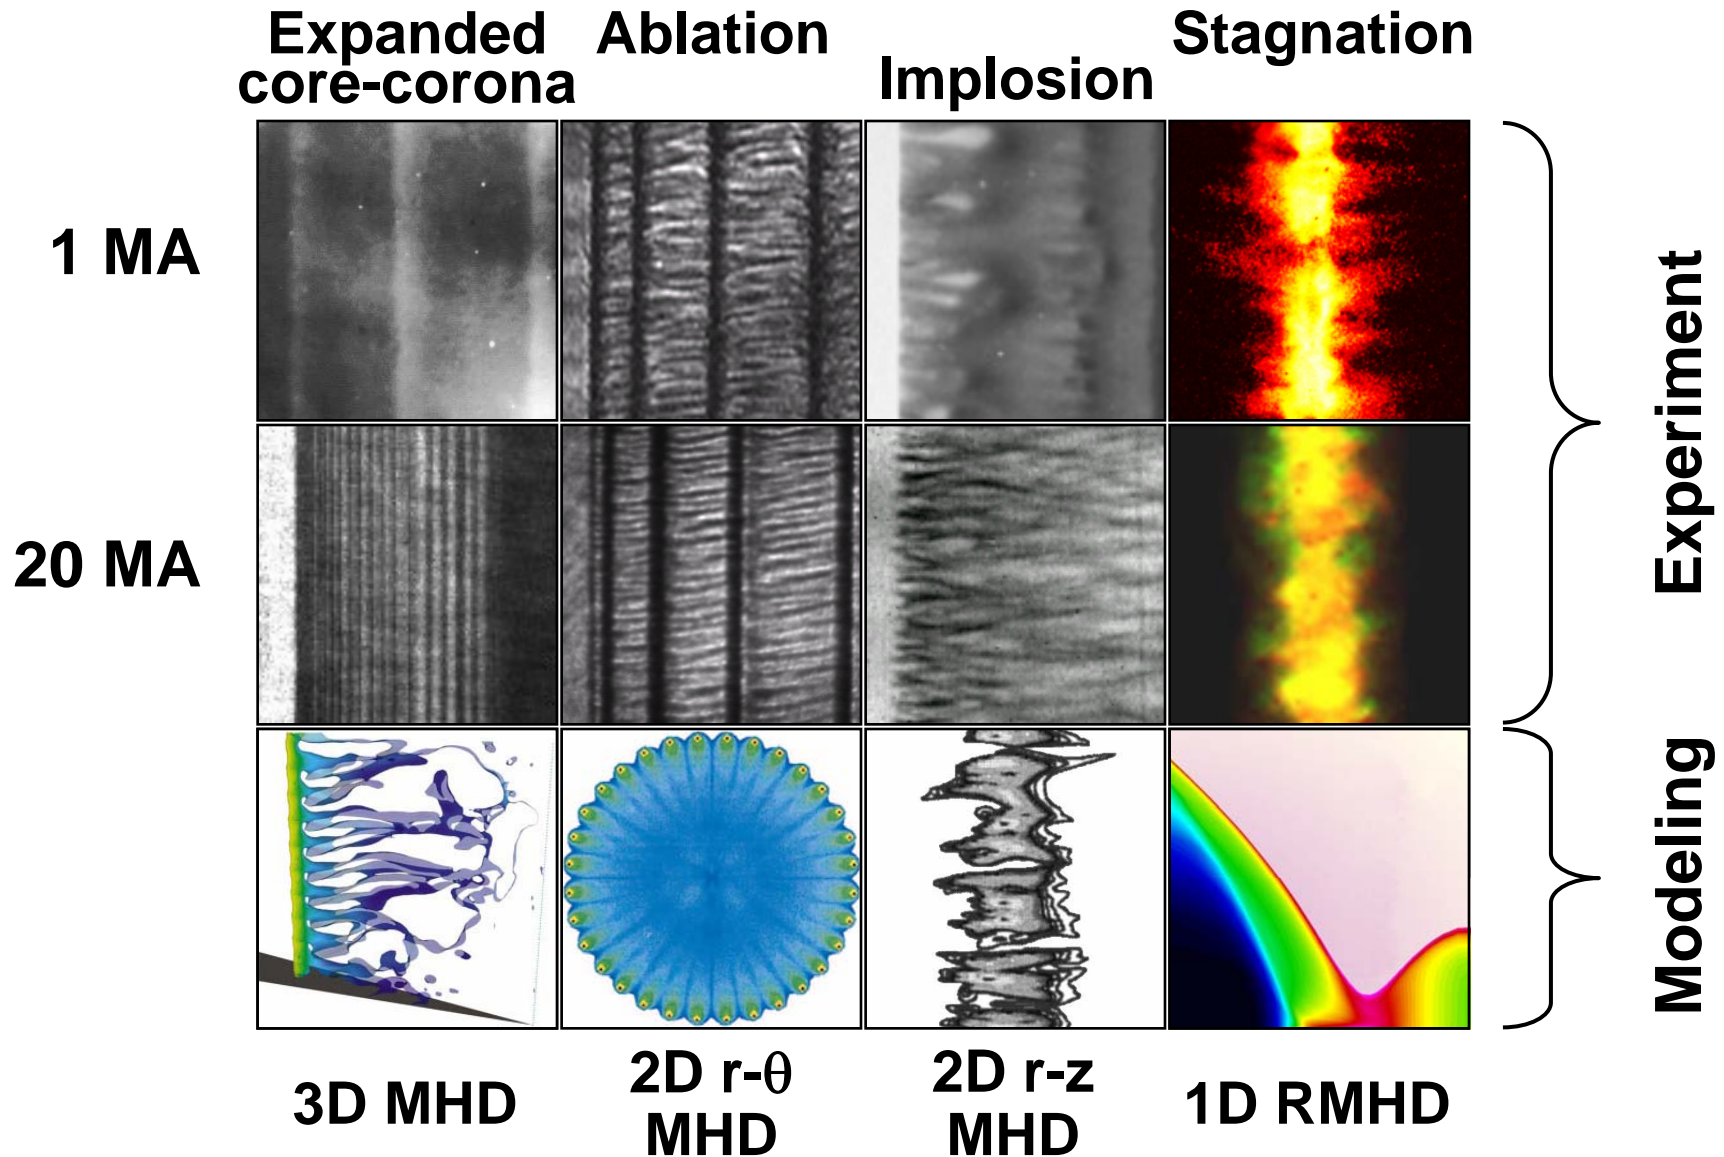 Expanded
core-corona
Ablation
Implosion
Stagnation
1 MA
20 MA
Experiment
Modeling
3D MHD
2D r-θ
MHD
2D r-z
MHD
1D RMHD